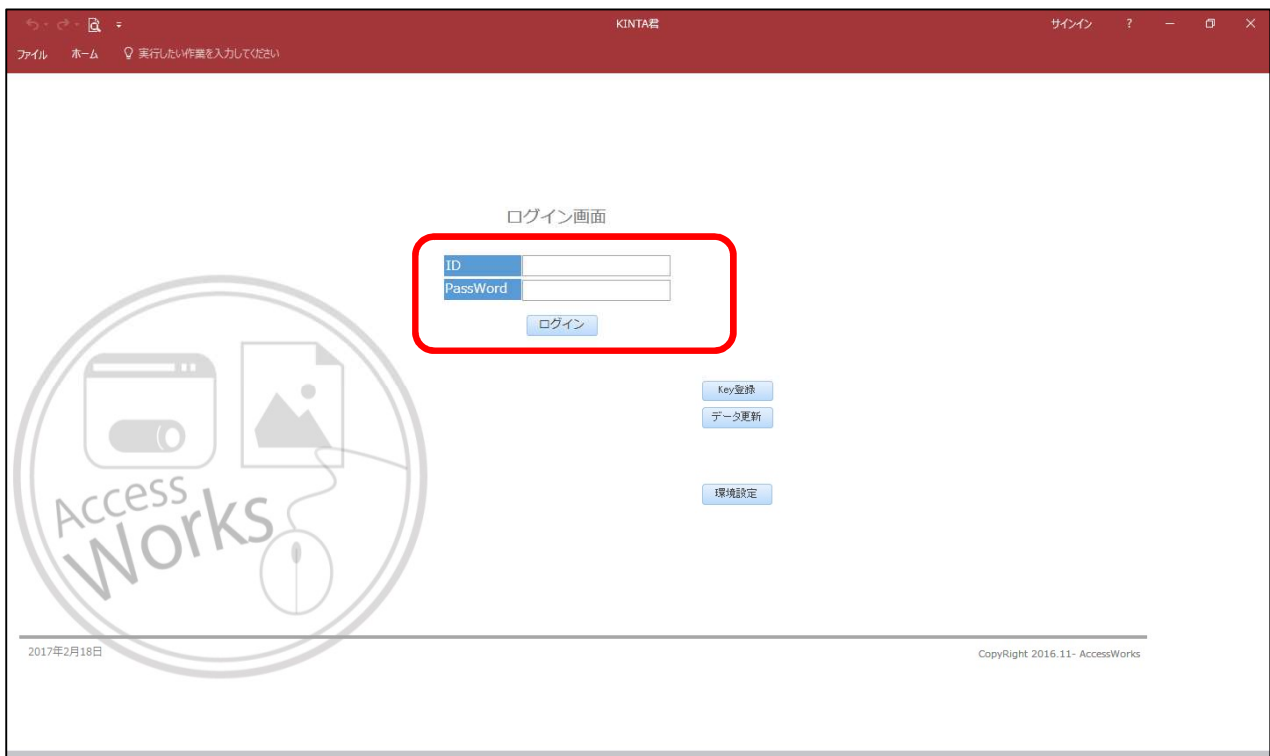 KINTA君
サインイン ?
ファイル ホーム 実行したい作業を入力してください
ログイン画面
ID
PassWord
ログイン
Key登録
データ更新
環境設定
Access
Works
2017年2月18日
CopyRight 2016.11- AccessWorks